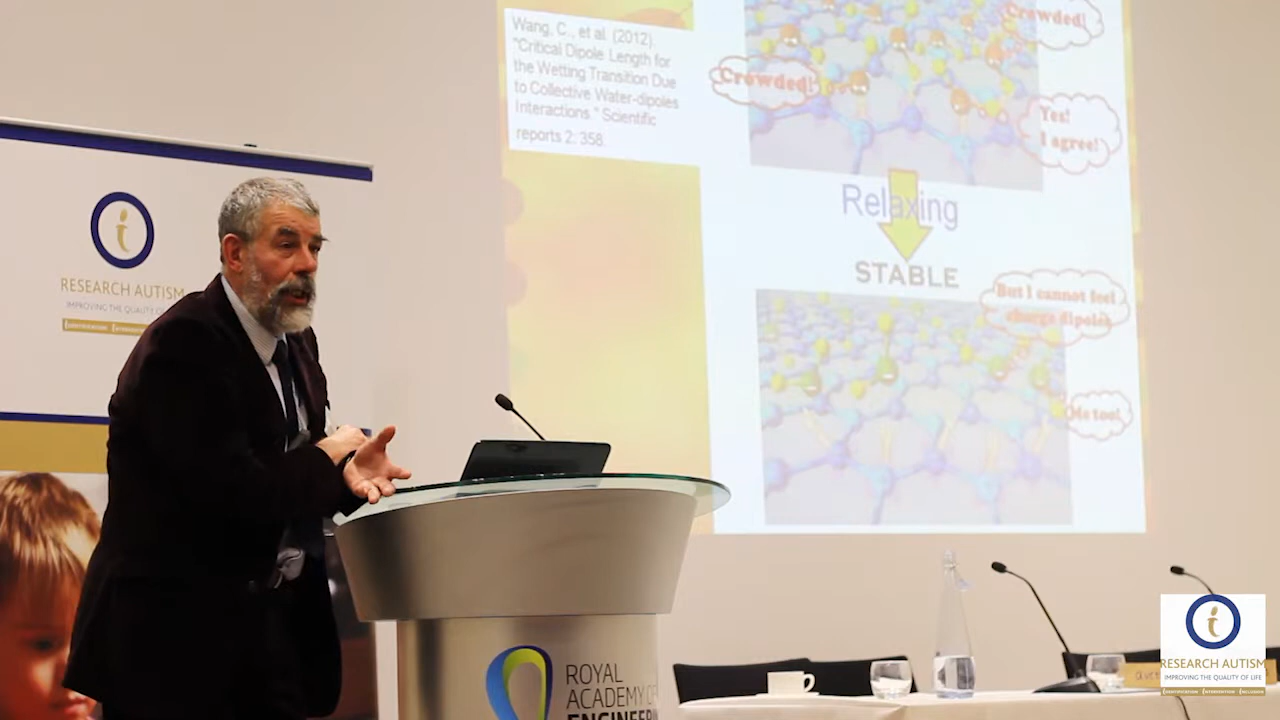 Wang, C., et al. (2012).
"Critical Dipole Length for
the Wetting Transition Due
to Collective Water-dipoles
Interactions." Scientific
reports 2: 358.
Crowded!
Crowded!
Yes!
I agree!
Relaxing
STABLE
But I cannot feel
charge dipoles
Me too!
RESEARCH AUTISM
IMPROVING THE QUALITY OF
ROYAL
ACADEMY OF
ENGINEERI
RESEARCH AUTISM
IMPROVING THE QUALITY OF LIFE